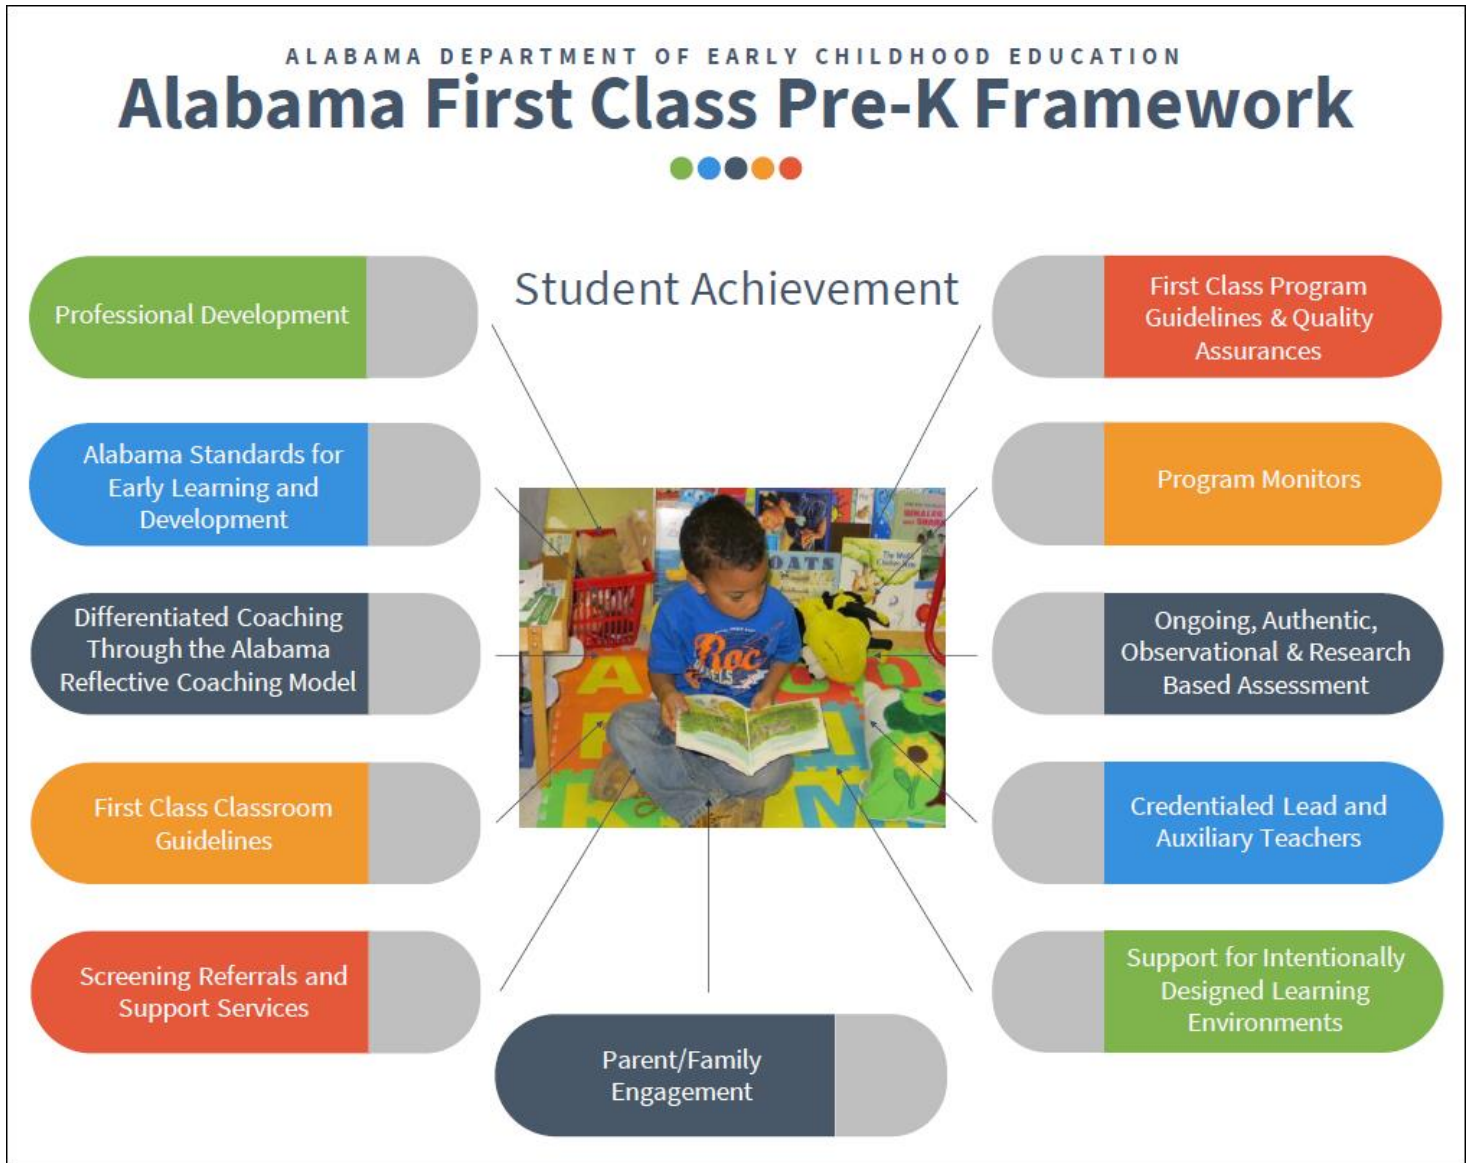 ALABAMA DEPARTMENT OF EARLY CHILDHOOD EDUCATION
Alabama First Class Pre-K Framework
Student Achievement
Professional Development
Alabama Standards for
Early Learning and
Development
Differentiated Coaching
Through the Alabama
Reflective Coaching Model
First Class Classroom
Guidelines
Screening Referrals and
Support Services
Parent/Family
Engagement
First Class Program
Guidelines & Quality
Assurances
Program Monitors
Ongoing, Authentic,
Observational & Research
Based Assessment
Credentialed Lead and
Auxiliary Teachers
Support for Intentionally
Designed Learning
Environments
OATS
Roc
A
M